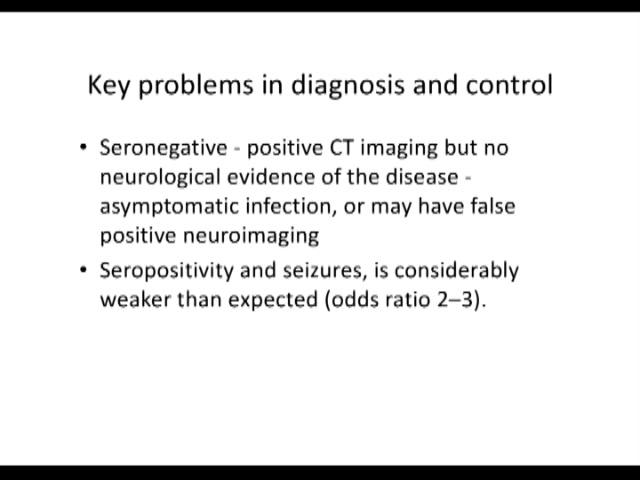 Key problems in diagnosis and control
• Seronegative - positive CT imaging but no
neurological evidence of the disease -
asymptomatic infection, or may have false
positive neuroimaging
• Seropositivity and seizures, is considerably
weaker than expected (odds ratio 2–3).